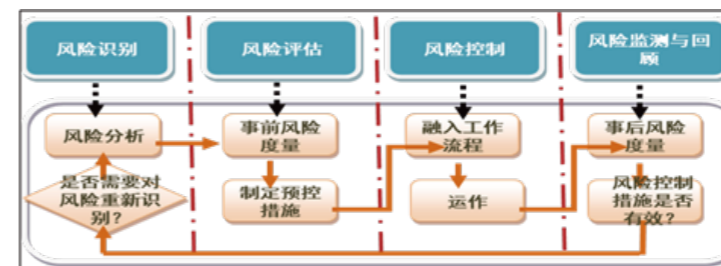 风险识别
风险评估
风险控制
风险监测与回
顾
风险分析
事前风险
度量
融入工作
流程
事后风险
度量
是否需要对
风险重新识
别?
制定预控
措施
运作
风险控制
措施是否
有效?